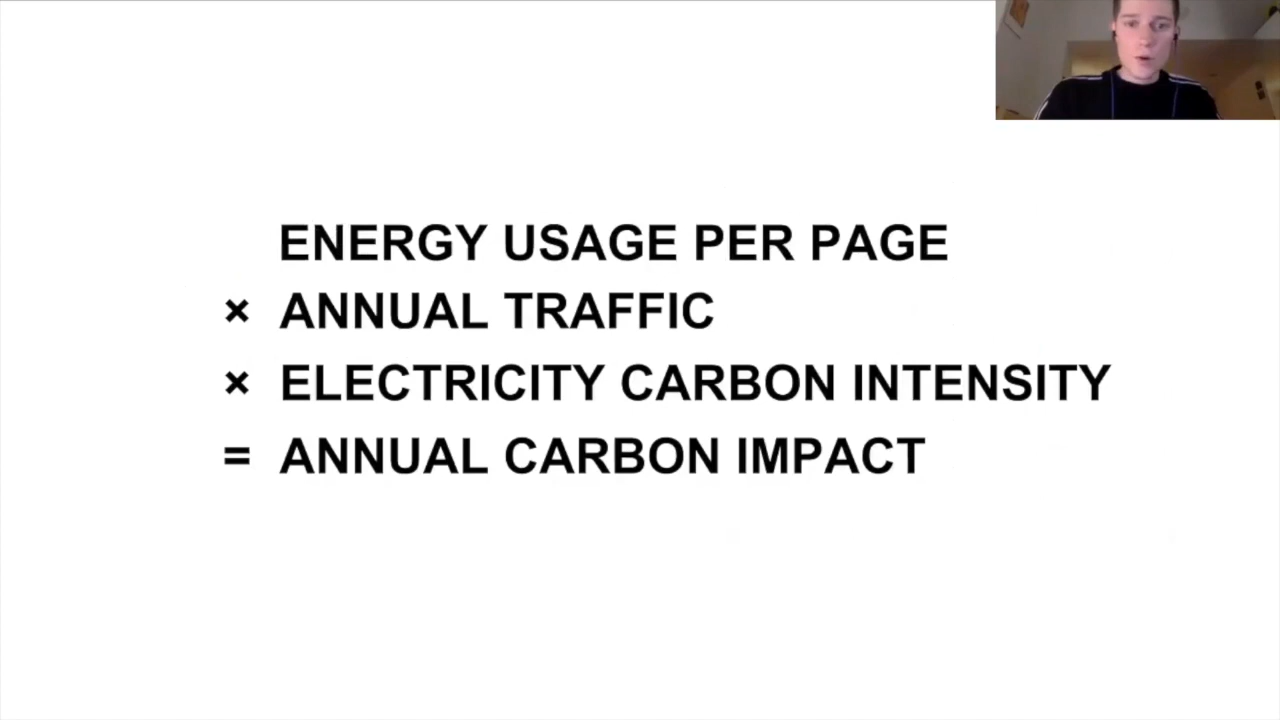 ENERGY USAGE PER PAGE
× ANNUAL TRAFFIC
× ELECTRICITY CARBON INTENSITY
= ANNUAL CARBON IMPACT